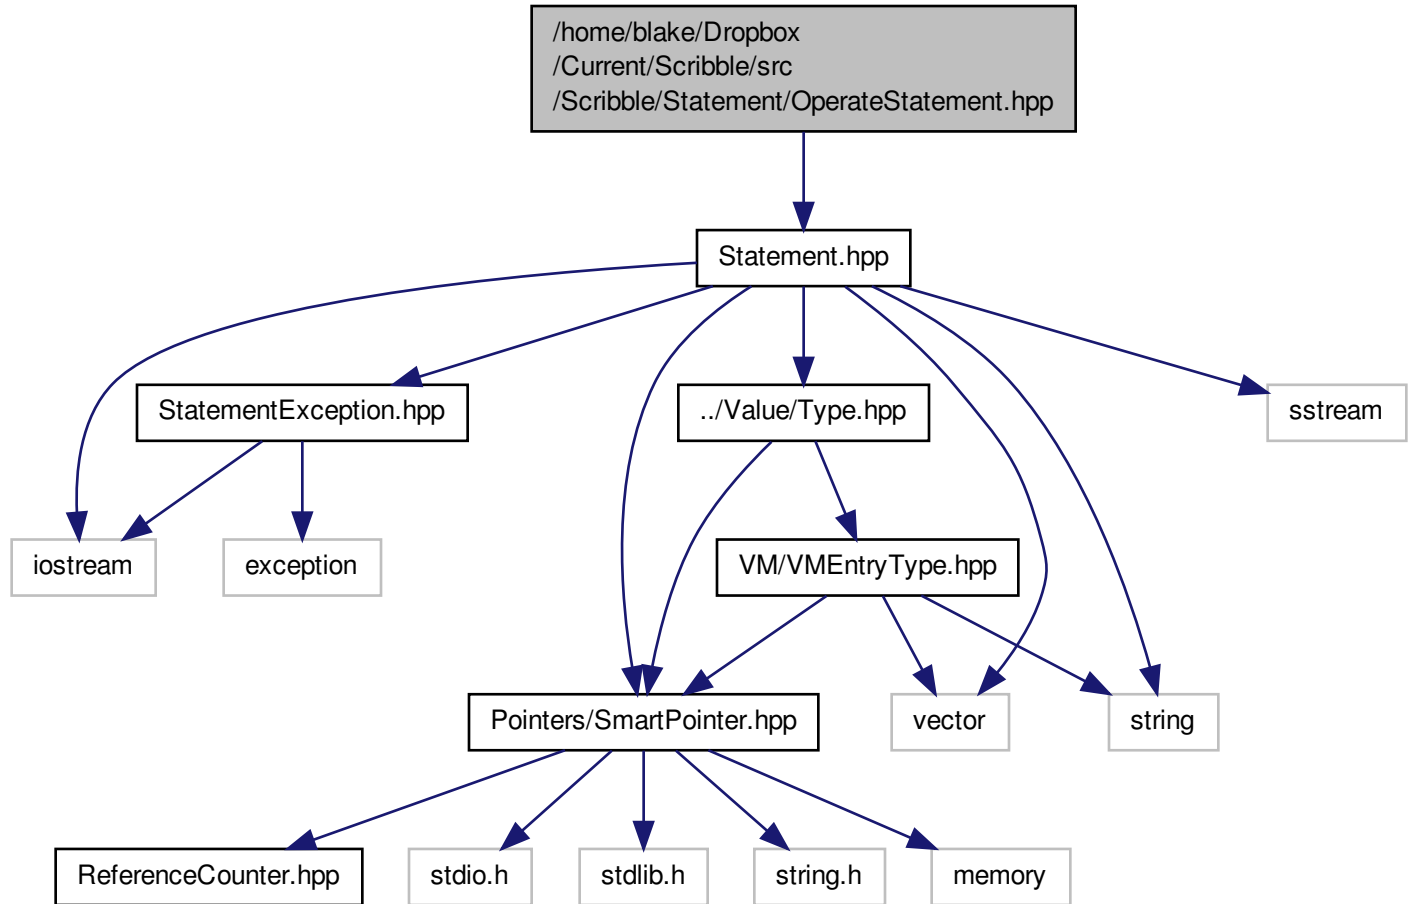 /home/blake/Dropbox
/Current/Scribble/src
/Scribble/Statement/OperateStatement.hpp
Statement.hpp
StatementException.hpp
../Value/Type.hpp
sstream
iostream
exception
VM/VMEntryType.hpp
Pointers/SmartPointer.hpp
vector
string
ReferenceCounter.hpp
stdio.h
stdlib.h
string.h
memory